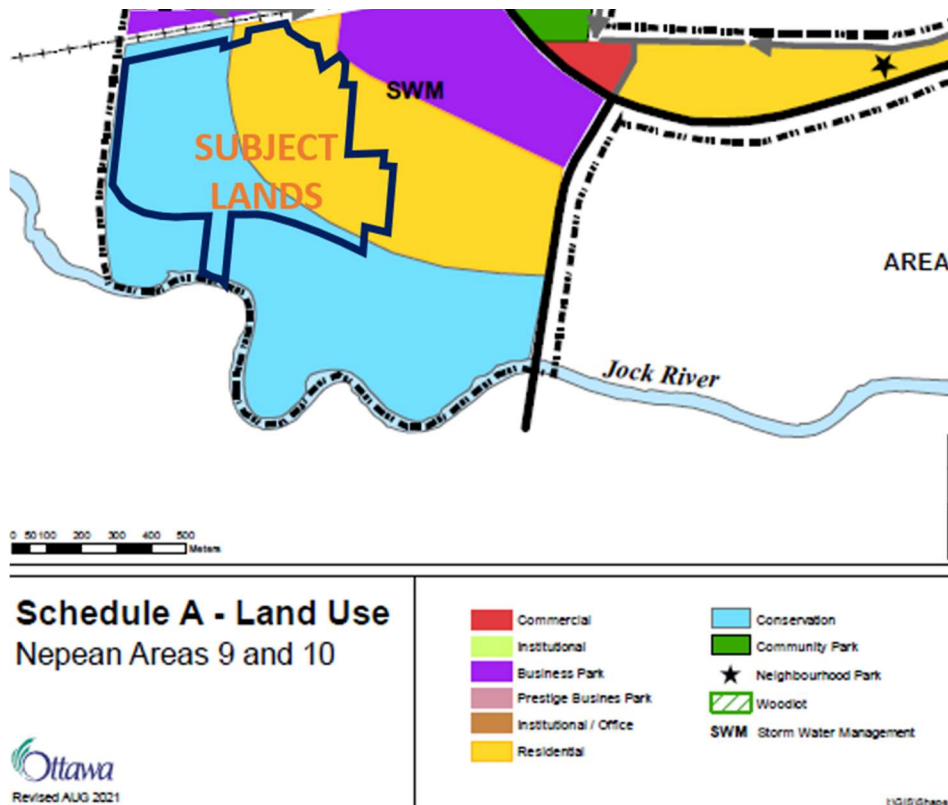 SWM
SUBJECT
LANDS
AREA
Jock River
0 50 100 200 300 400 500
Meters
Schedule A - Land Use
Nepean Areas 9 and 10
Ottawa
Revised AUG 2021
Commercial
Institutional
Business Park
Prestige Busines Park
Institutional / Office
Residential
Conservation
Community Park
Neighbourhood Park
Woodlot
SWM Storm Water Management